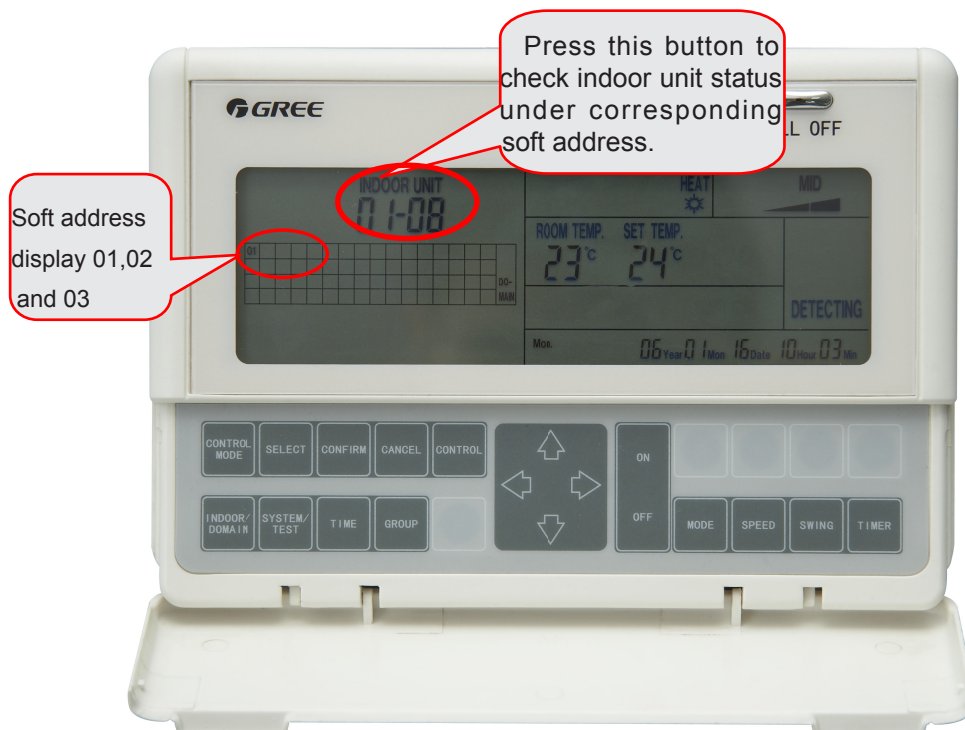 Press this button to
check indoor unit status
under corresponding
soft address.
GREE
LL OFF
Soft address
display 01,02
and 03
INDOOR UNIT
01-08
HEAT
MID
ROOM TEMP. SET TEMP.
23°C 24°C
01
DO-
MAIN
DETECTING
Mon. 06 Year 01 Mon 16 Date 10 Hour 03 Min
CONTROL
MODE
SELECT
CONFIRM
CANCEL
CONTROL
ON
INDOOR/
DOMAIN
SYSTEM/
TEST
TIME
GROUP
OFF
MODE
SPEED
SWING
TIMER